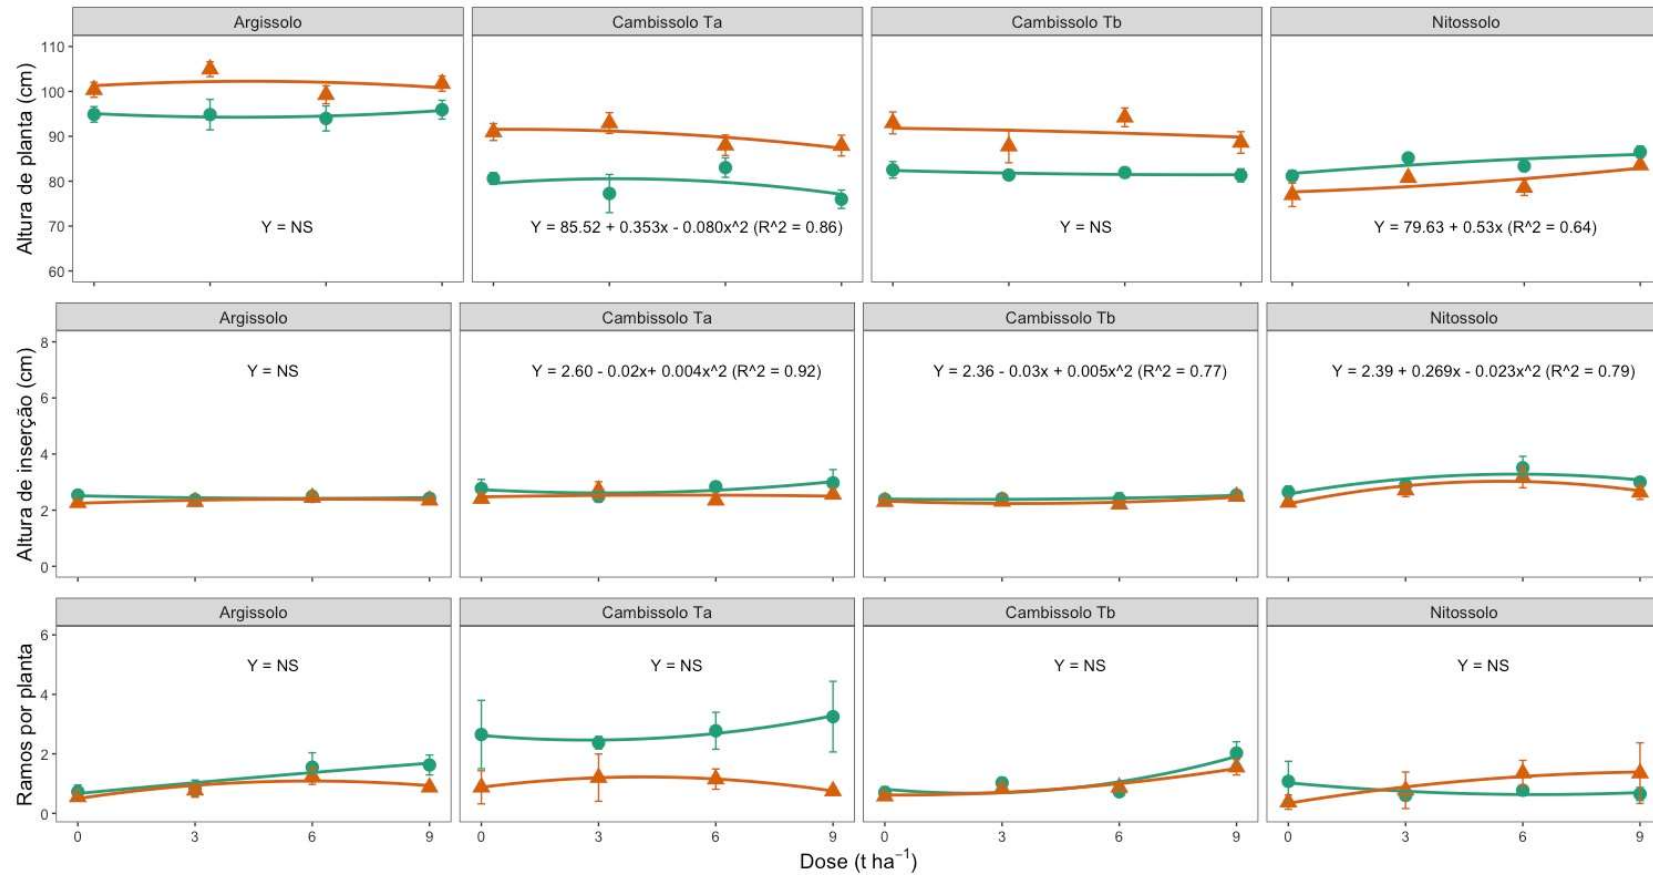 Argissolo
Cambissolo Ta
Cambissolo Tb
Nitossolo
Altura de planta (cm)
110
100
90
80
70
60
Y = NS
Y = 85.52 + 0.353x - 0.080x^2 (R^2 = 0.86)
Y = NS
Y = 79.63 + 0.53x (R^2 = 0.64)
Argissolo
Cambissolo Ta
Cambissolo Tb
Nitossolo
Altura de inserção (cm)
8
6
4
2
0
Y = NS
Y = 2.60 - 0.02x+ 0.004x^2 (R^2 = 0.92)
Y = 2.36 - 0.03x + 0.005x^2 (R^2 = 0.77)
Y = 2.39 + 0.269x - 0.023x^2 (R^2 = 0.79)
Argissolo
Cambissolo Ta
Cambissolo Tb
Nitossolo
Ramos por planta
6
4
2
0
Y = NS
Y = NS
Y = NS
Y = NS
0 3 6 9
0 3 6 9
0 3 6 9
0 3 6 9
Dose (t ha⁻¹)